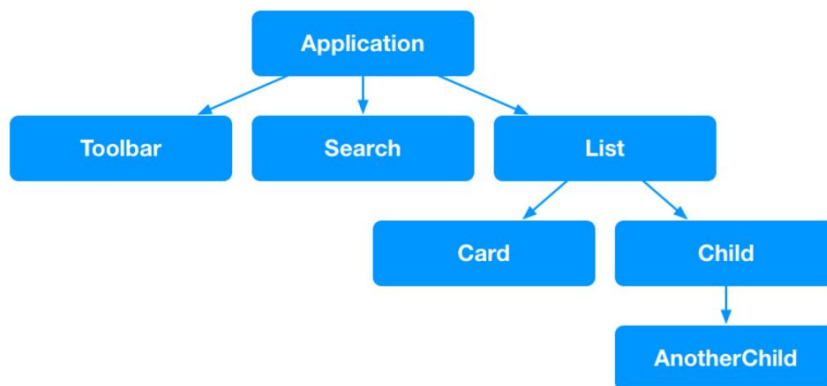 Application
Toolbar
Search
List
Card
Child
AnotherChild